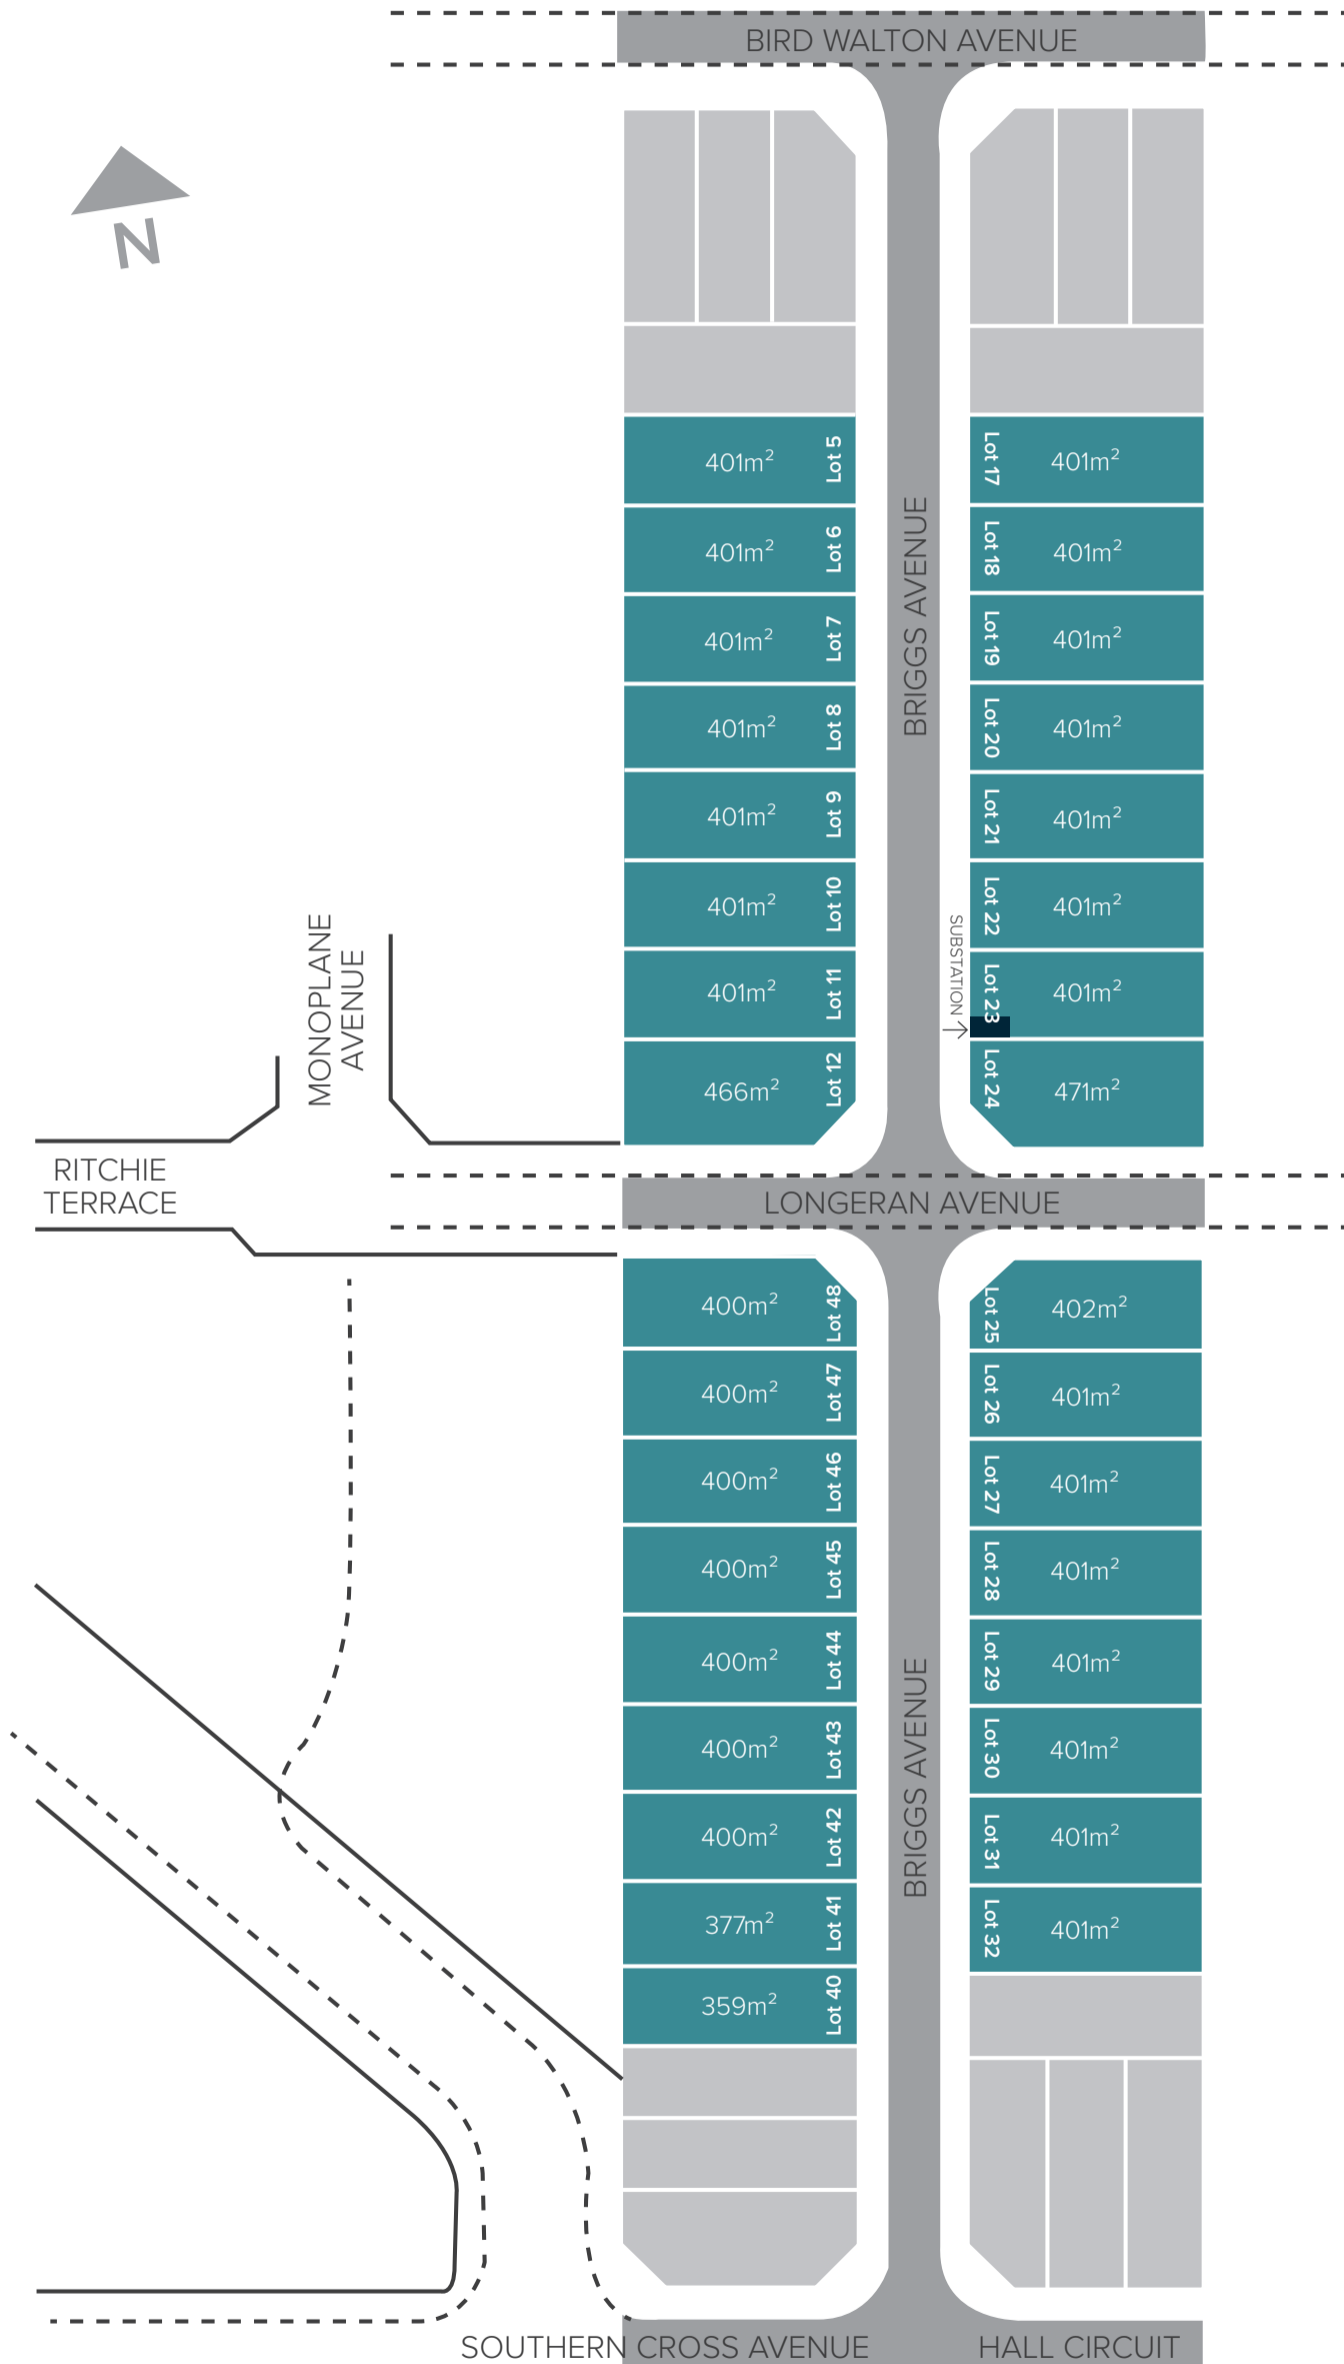 BIRD WALTON AVENUE
N
401m²
Lot 5
Lot 17
401m²
401m²
Lot 6
Lot 18
401m²
401m²
Lot 7
Lot 19
401m²
BRIGGS AVENUE
401m²
Lot 8
Lot 20
401m²
401m²
Lot 9
Lot 21
401m²
401m²
Lot 10
Lot 22
401m²
401m²
Lot 11
SUBSTATION
Lot 23
401m²
466m²
Lot 12
Lot 24
471m²
MONOPLANE
AVENUE
RITCHIE
TERRACE
LONGERAN AVENUE
400m²
Lot 48
Lot 25
402m²
400m²
Lot 47
Lot 26
401m²
400m²
Lot 46
Lot 27
401m²
400m²
Lot 45
Lot 28
401m²
400m²
Lot 44
Lot 29
401m²
400m²
Lot 43
Lot 30
401m²
BRIGGS AVENUE
400m²
Lot 42
Lot 31
401m²
377m²
Lot 41
Lot 32
401m²
359m²
Lot 40
SOUTHERN CROSS AVENUE
HALL CIRCUIT